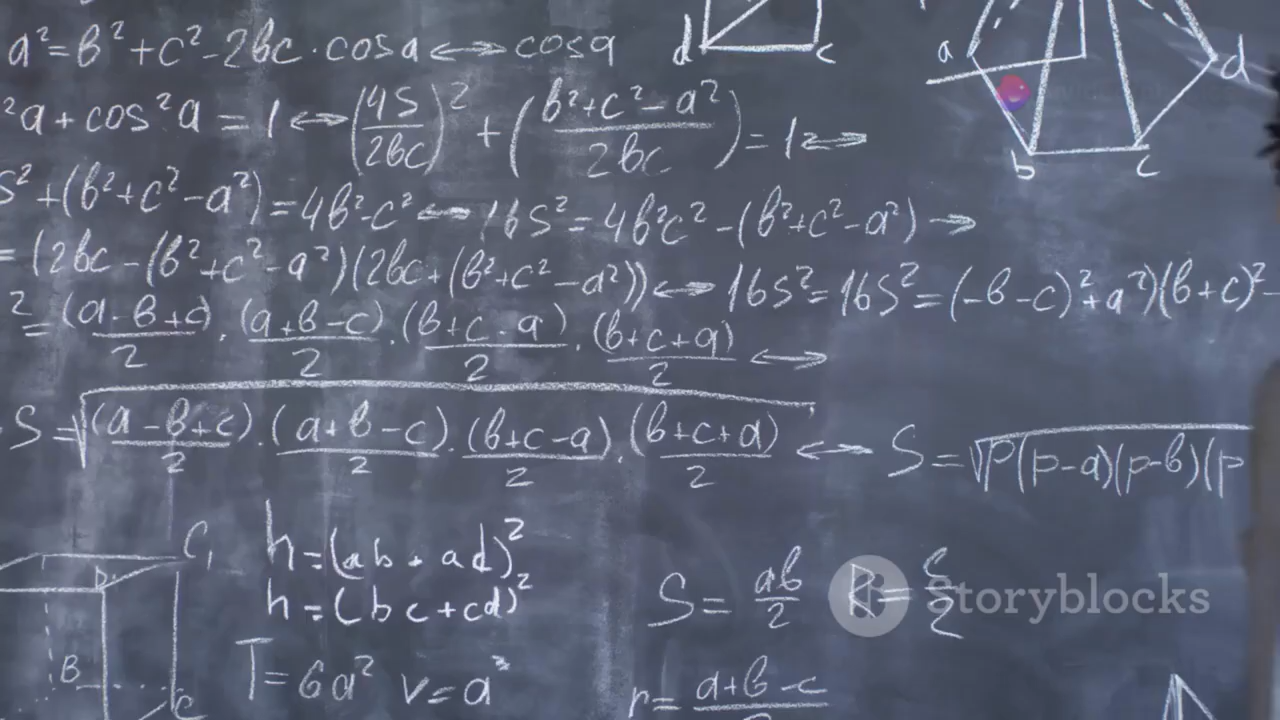 d c
a d
b c
a²=b²+c²-2bc·cosa⟷cosa
²a+cos²a=1⟷(4S/2bc)²+(b²+c²-a²/2bc)=1⟷
S²+(b²+c²-a²)=4b²-c²⟷16S²=4b²c²-(b²+c²-a²)→
=(2bc-(b²+c²-a²)(2bc+(b²+c²-a²))⟷16S²=16S²=(-b-c)²+a²)(b+c)²-
²=(a-b+c)/2·(a+b-c)/2·(b+c-a)/2·(b+c+a)/2⟷
S=√(a-b+c)/2·(a+b-c)/2·(b+c-a)/2·(b+c+a)/2⟷S=√p(p-a)(p-b)(p
C₁
h=(ab+ad)²
h=(bc+cd)²
S=ab/2 R=c/2
Storyblocks
B
C
T=6a² v=a³
r=a+b-c